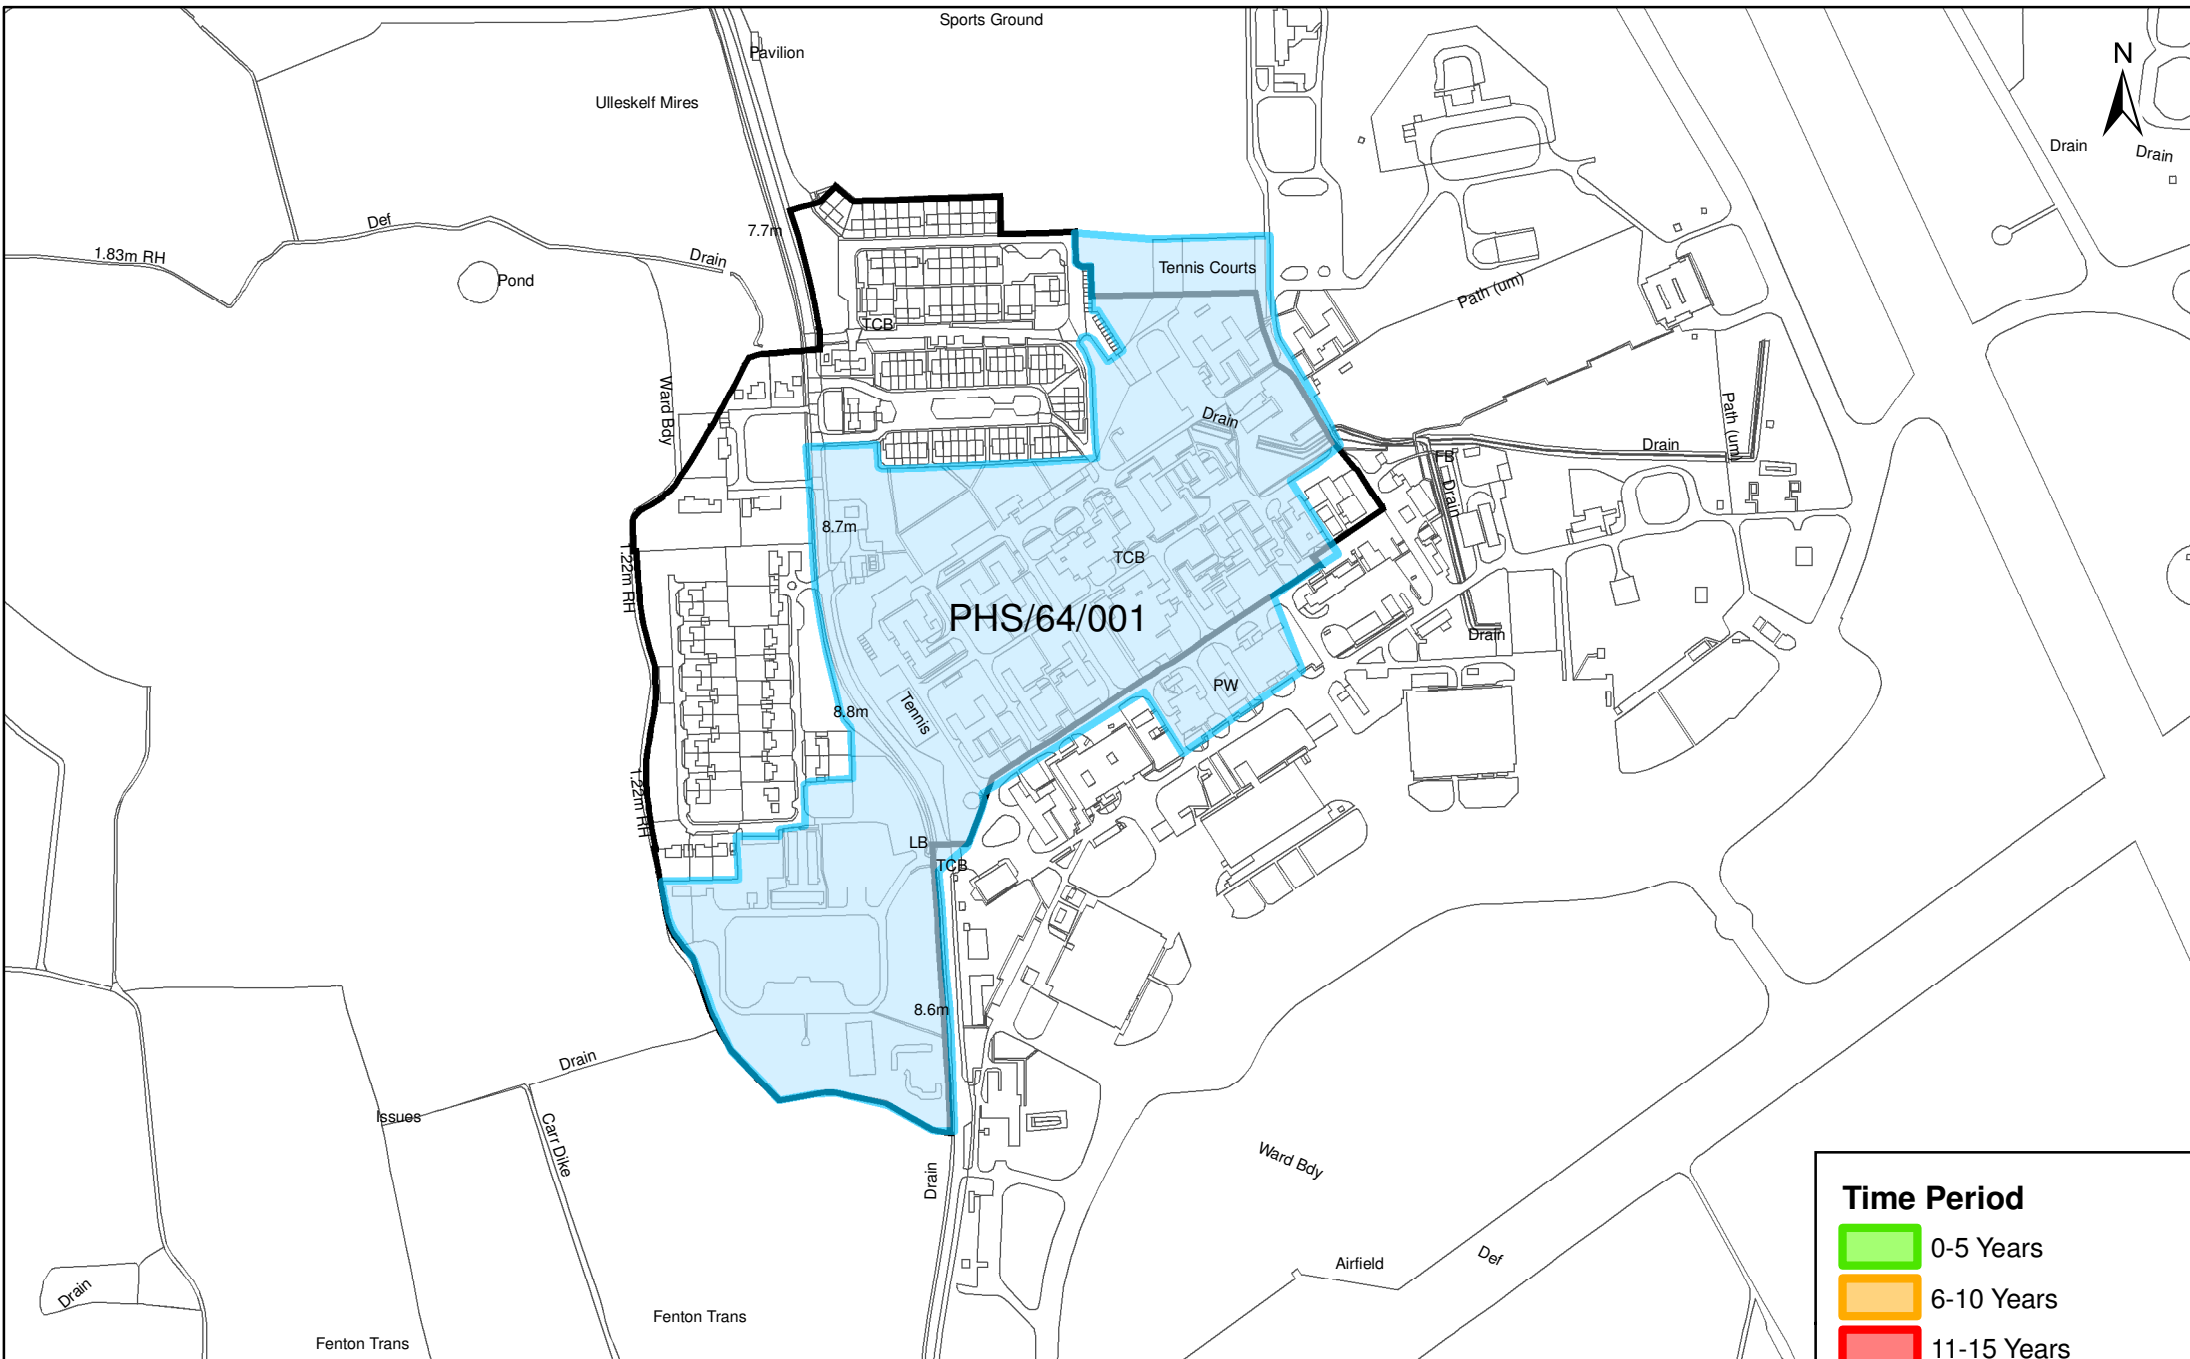 Sports Ground
N
Pavilion
Ulleskelf Mires
Drain
Drain
Def
7.7m
1.83m RH
Drain
Tennis Courts
Pond
Path (um)
TCB
Ward Bdy
Drain
Path (um)
Drain
FB
Drain
8.7m
TCB
1.22m RH
PHS/64/001
Drain
PW
Tennis
8.8m
1.22m RH
LB
TCB
8.6m
Drain
Issues
Carr Dike
Drain
Ward Bdy
Time Period
0-5 Years
Def
Airfield
Drain
6-10 Years
Fenton Trans
Fenton Trans
11-15 Years